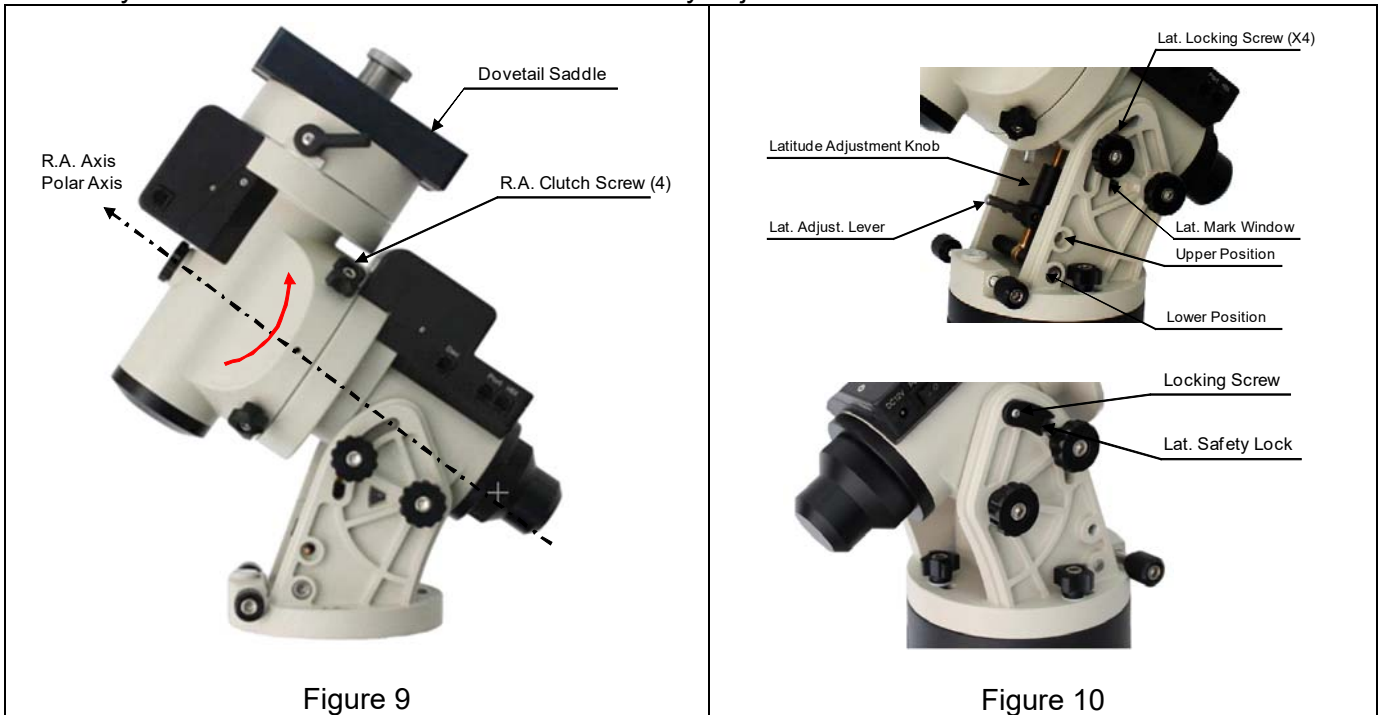 Dovetail Saddle
R.A. Axis
Polar Axis
R.A. Clutch Screw (4)
Figure 9
Lat. Locking Screw (X4)
Latitude Adjustment Knob
Lat. Adjust. Lever
Lat. Mark Window
Upper Position
Lower Position
DC12V
Locking Screw
Lat. Safety Lock
Figure 10